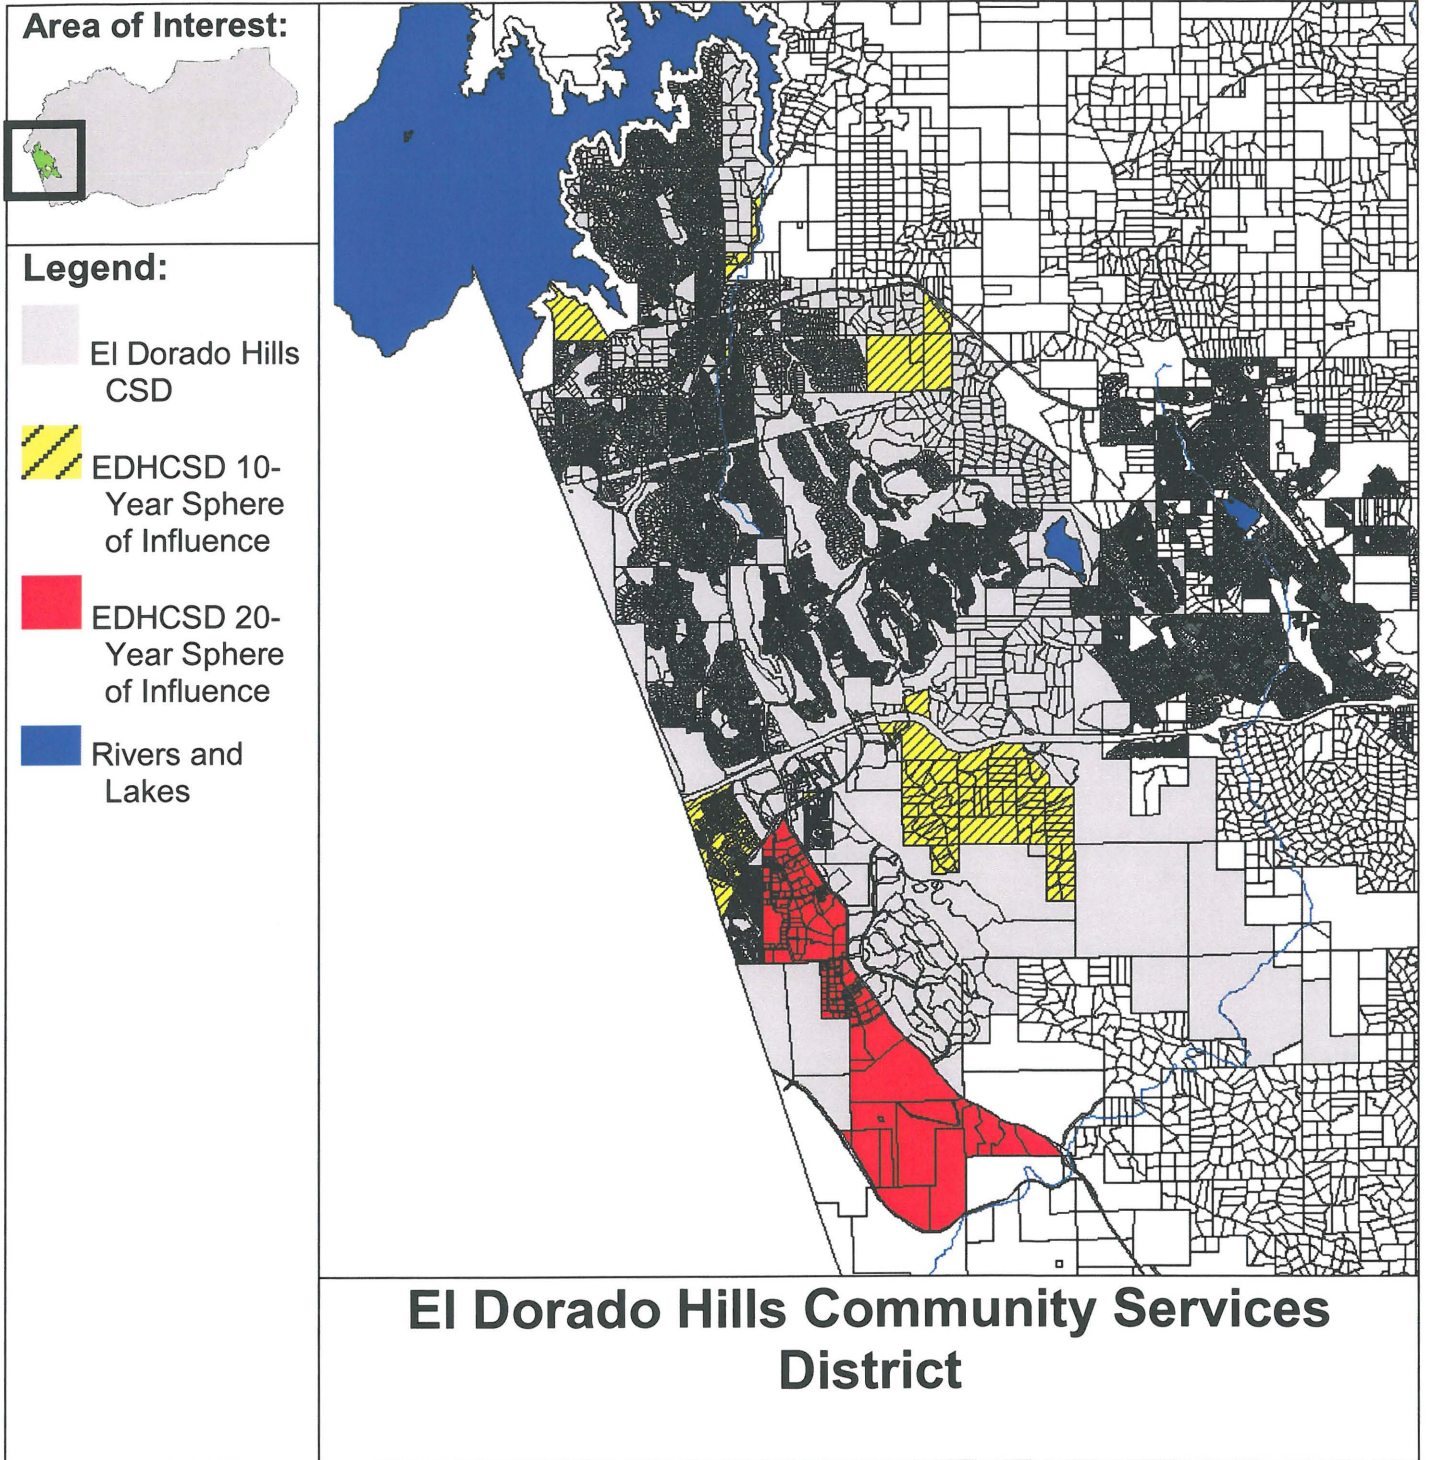 Area of Interest:
Legend:
El Dorado Hills
CSD
EDHCSD 10-
Year Sphere
of Influence
EDHCSD 20-
Year Sphere
of Influence
Rivers and
Lakes
El Dorado Hills Community Services
District